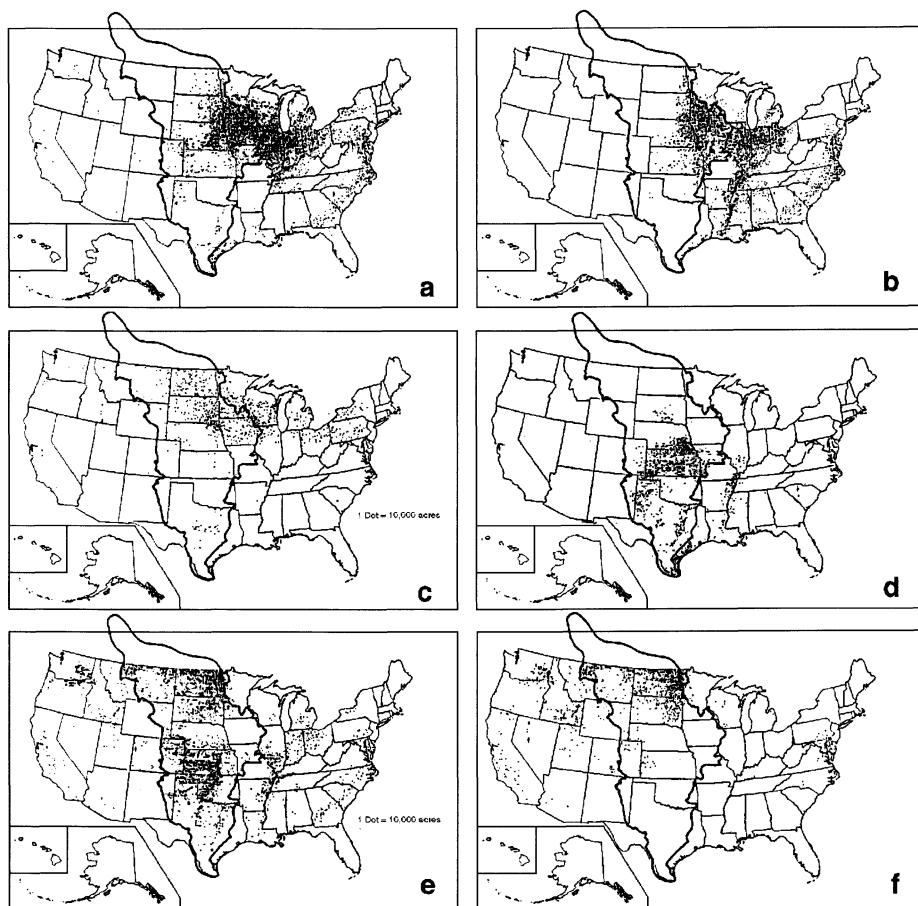 a
b
1 Dot = 10,000 acres
c
d
1 Dot = 10,000 acres
e
f